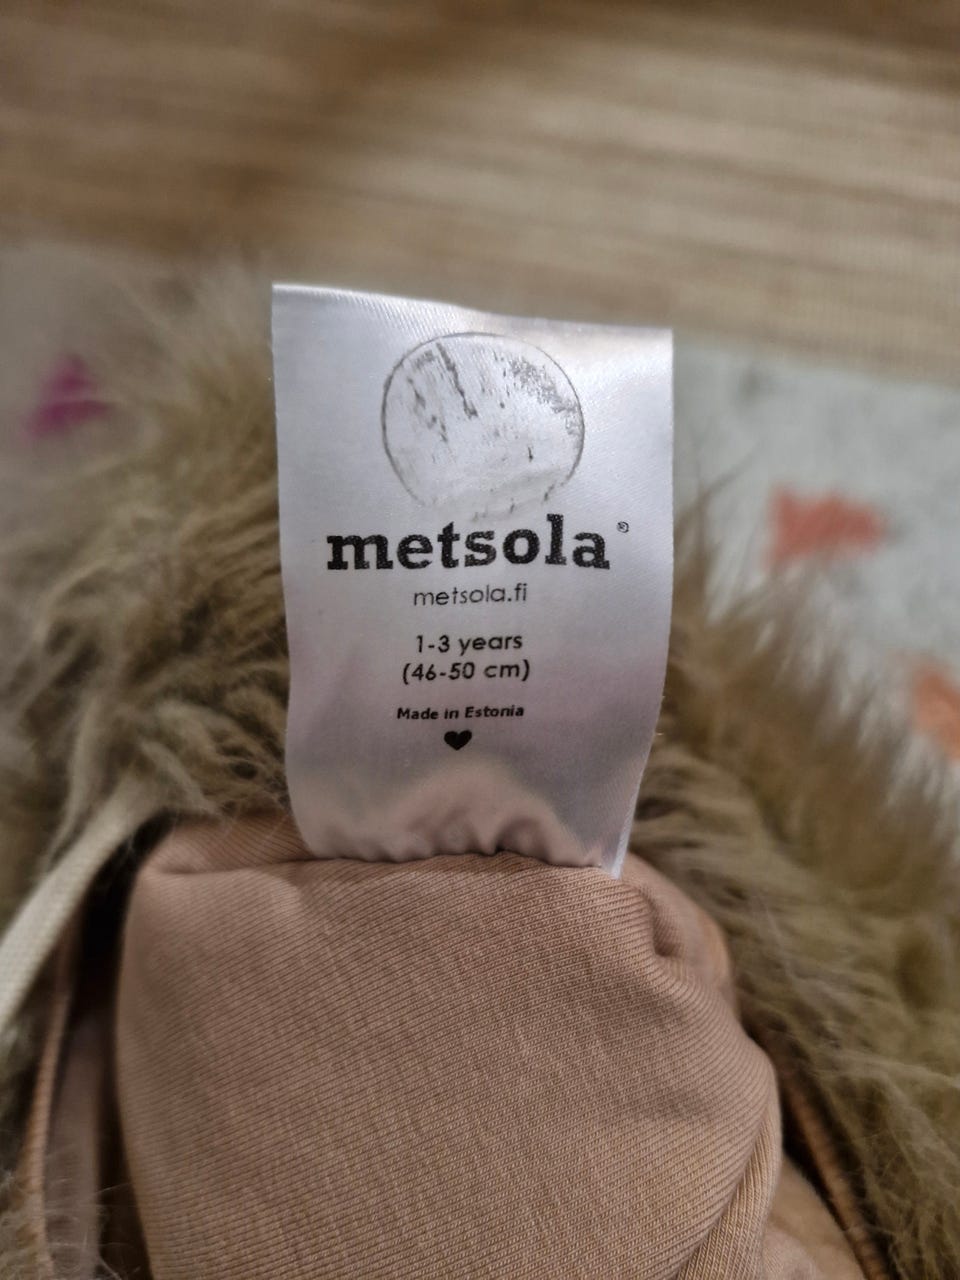 metsola®
metsola.fi
1-3 years
(46-50 cm)
Made in Estonia